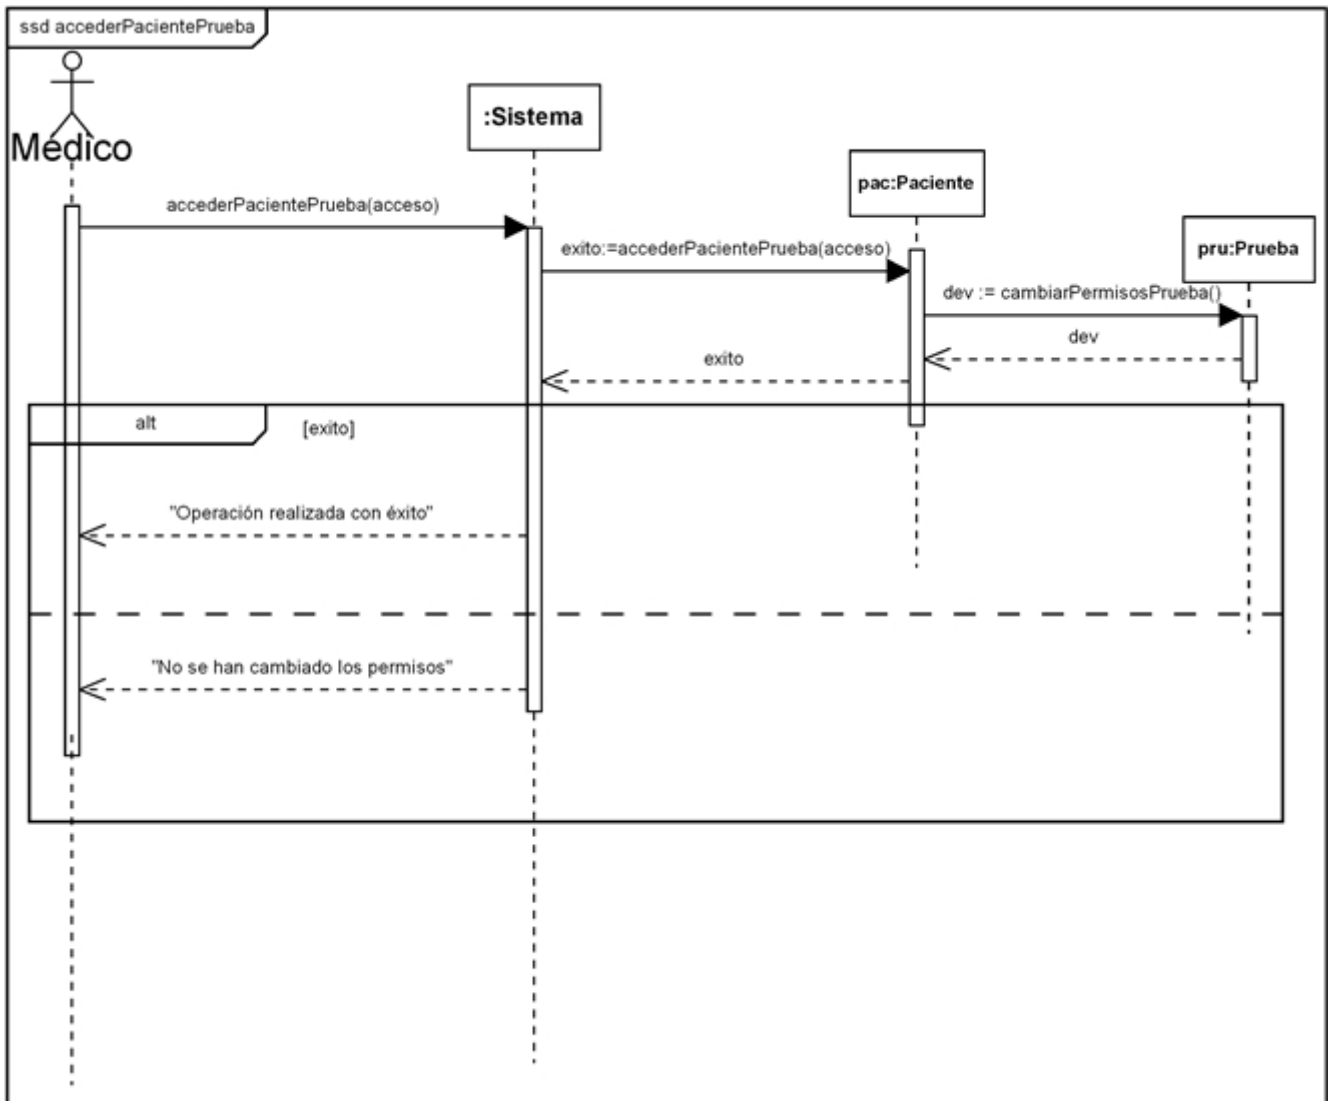 ssd accederPacientePrueba
Médico
:Sistema
pac:Paciente
pru:Prueba
accederPacientePrueba(acceso)
exito:=accederPacientePrueba(acceso)
dev := cambiarPermisosPrueba()
dev
exito
alt
[exito]
"Operación realizada con éxito"
"No se han cambiado los permisos"